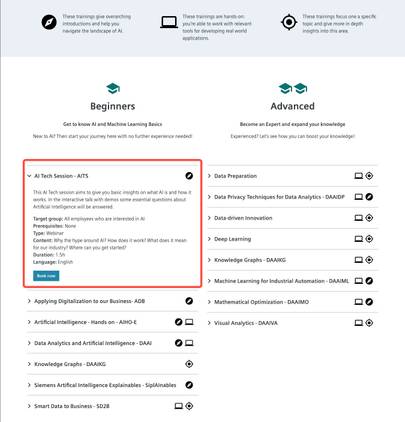 These trainings give overarching
introductions and help you
navigate the landscape of AI.
These trainings are hands-on:
you're able to work with relevant
tools for developing real world
applications.
These training focus one a specific
topic and give more in depth
insights into this area.
Beginners
Get to know AI and Machine Learning Basics
New to AI? Then start your journey here with no further experience needed!
AI Tech Session - AITS
This AI Tech session aims to give you basic insights on what AI is and how it
works. In the interactive talk with demos some essential questions about
Artificial Intelligence will be answered.
Target group: All employees who are interested in AI
Prerequisites: None
Type: Webinar
Content: Why the hype around AI? How does it work? What does it mean
for our industry? Where can you get started?
Duration: 1.5h
Language: English
Book now
Applying Digitalization to our Business- ADB
Artificial Intelligence - Hands on - AIHO-E
Data Analytics and Artificial Intelligence - DAAI
Knowledge Graphs - DAAIKG
Siemens Artifical Intelligence Explainables - SiplAInables
Smart Data to Business - SD2B
Advanced
Become an Expert and expand your knowledge
Experienced? Let's see how you can boost your knowledge!
Data Preparation
Data Privacy Techniques for Data Analytics - DAAIDP
Data-driven Innovation
Deep Learning
Knowledge Graphs - DAAIKG
Machine Learning for Industrial Automation - DAAIML
Mathematical Optimization - DAAIMO
Visual Analytics - DAAIVA